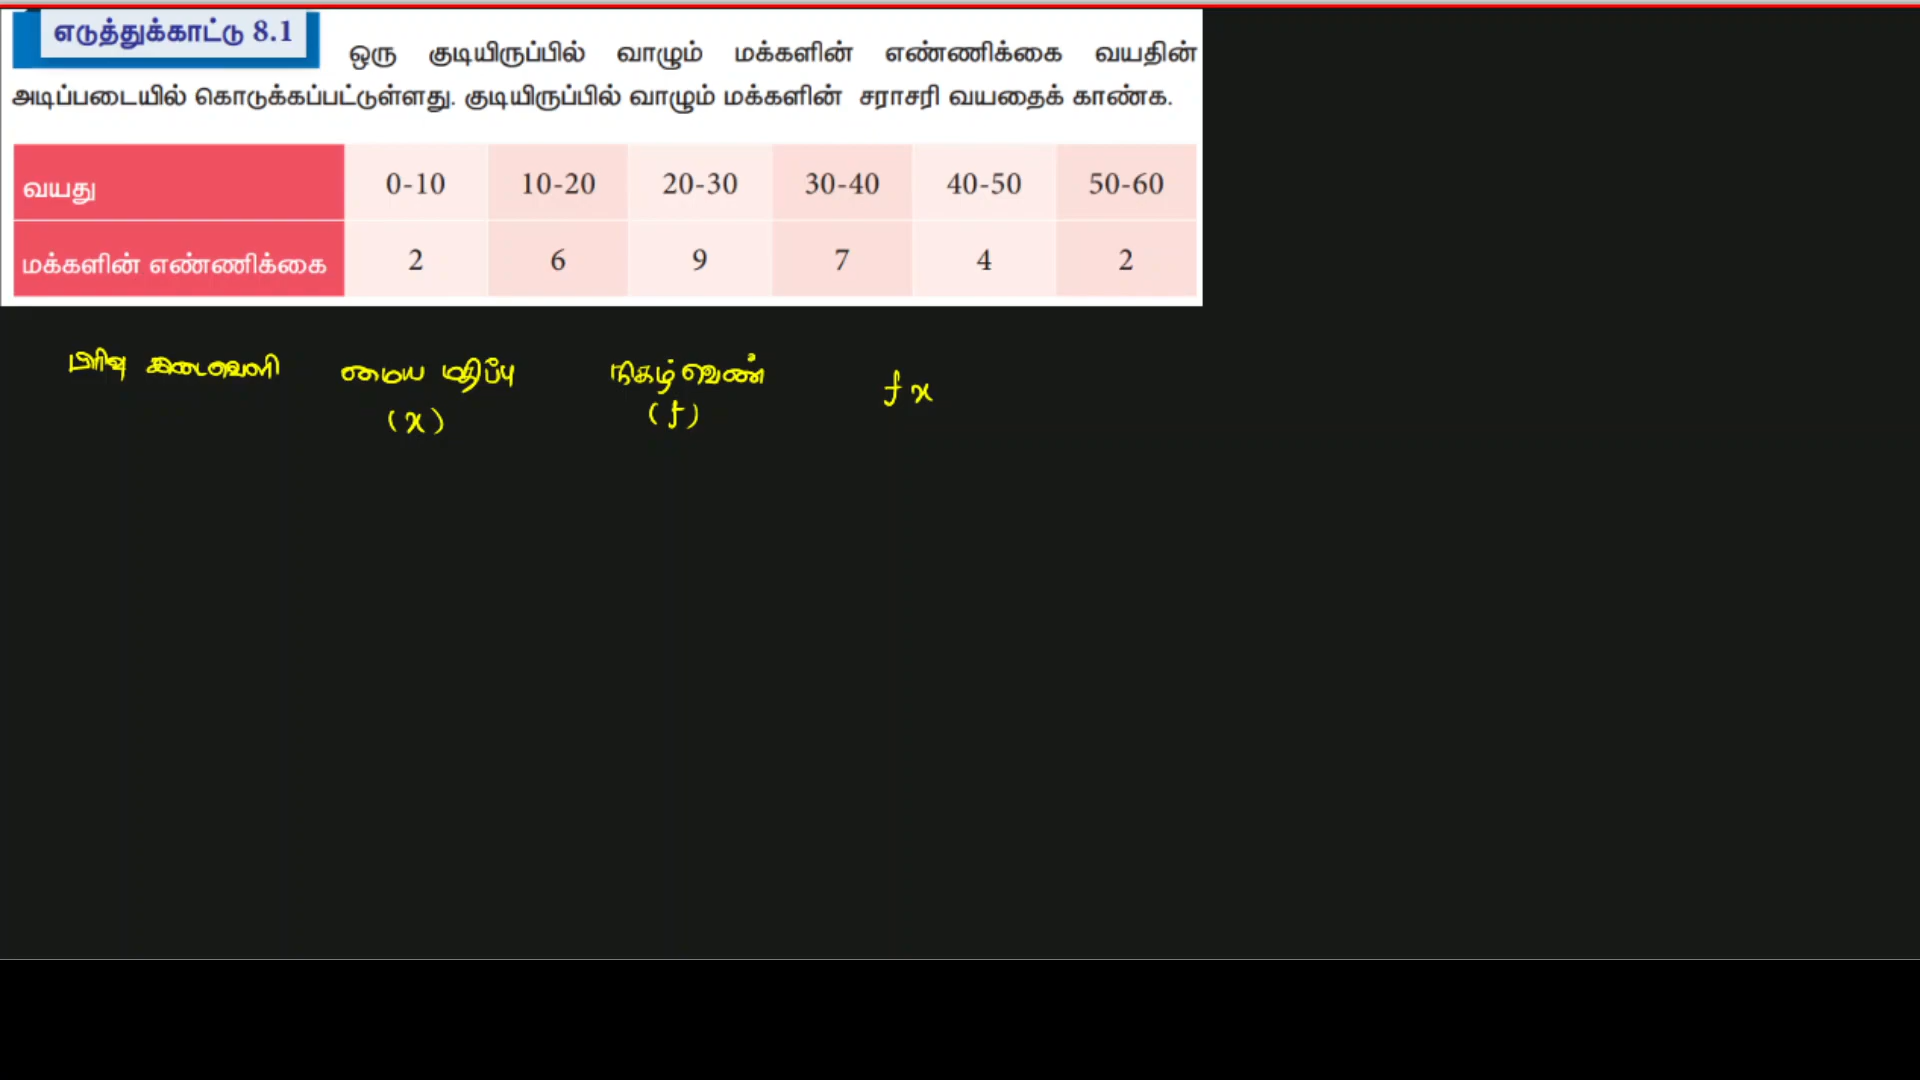 எடுத்துக்காட்டு 8.1
ஒரு குடியிருப்பில் வாழும் மக்களின் எண்ணிக்கை வயதின்
அடிப்படையில் கொடுக்கப்பட்டுள்ளது. குடியிருப்பில் வாழும் மக்களின் சராசரி வயதைக் காண்க.
வயது 0-10 10-20 20-30 30-40 40-50 50-60
மக்களின் எண்ணிக்கை 2 6 9 7 4 2
பிரிவு இடைவெளி மைய மதிப்பு நிகழ்வெண் fx
(x) (f)